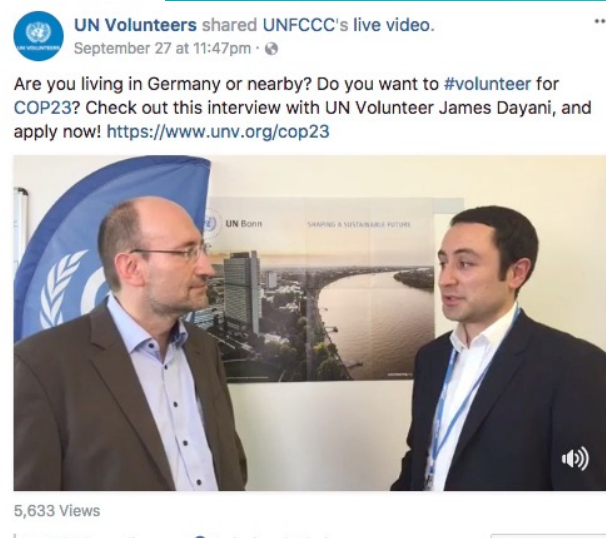 UN Volunteers shared UNFCCC's live video.
September 27 at 11:47pm ·
Are you living in Germany or nearby? Do you want to #volunteer for
COP23? Check out this interview with UN Volunteer James Dayani, and
apply now! https://www.unv.org/cop23
UN Bonn
SHAPING A SUSTAINABLE FUTURE
5,633 Views